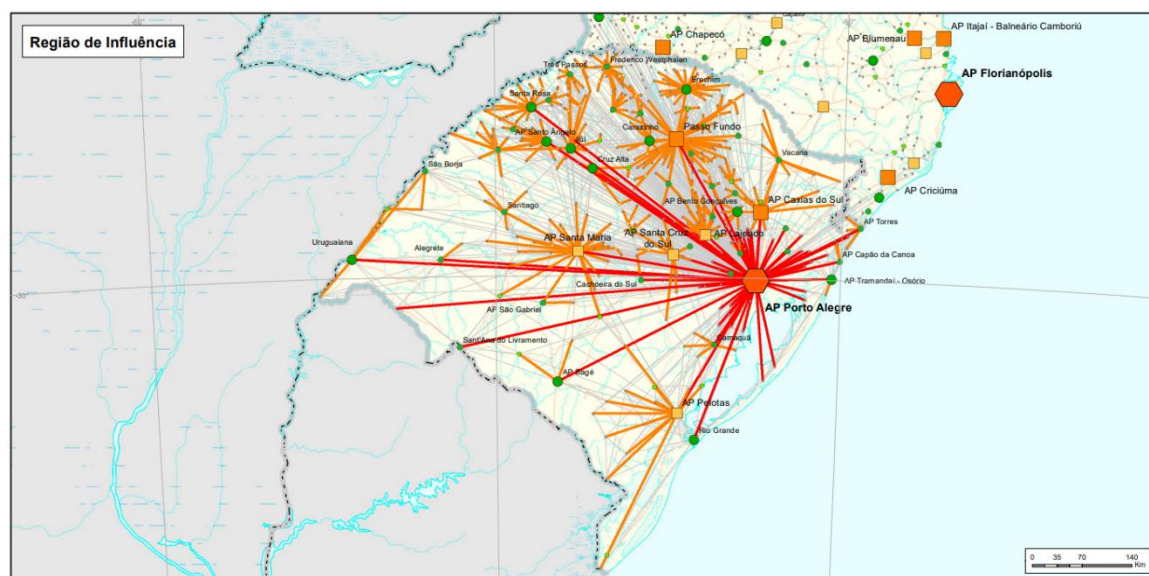 Região de Influência
AP Chapecó
AP Itajaí - Balneário Camboriú
AP Blumenau
AP Florianópolis
Frederico Westphalen
Três Passos
Erechim
Santa Rosa
Carazinho
Passo Fundo
AP Santo Ângelo
Ijuí
Cruz Alta
Vacaria
São Borja
AP Criciúma
AP Bento Gonçalves
AP Caxias do Sul
Santiago
AP Torres
AP Santa Maria
AP Santa Cruz
do Sul
AP Lajeado
Uruguaiana
Alegrete
AP Capão da Canoa
Cachoeira do Sul
AP Tramandaí - Osório
-30°
AP São Gabriel
AP Porto Alegre
Sant'Ana do Livramento
Camaquã
AP Bagé
AP Pelotas
Rio Grande
0 35 70 140
Km